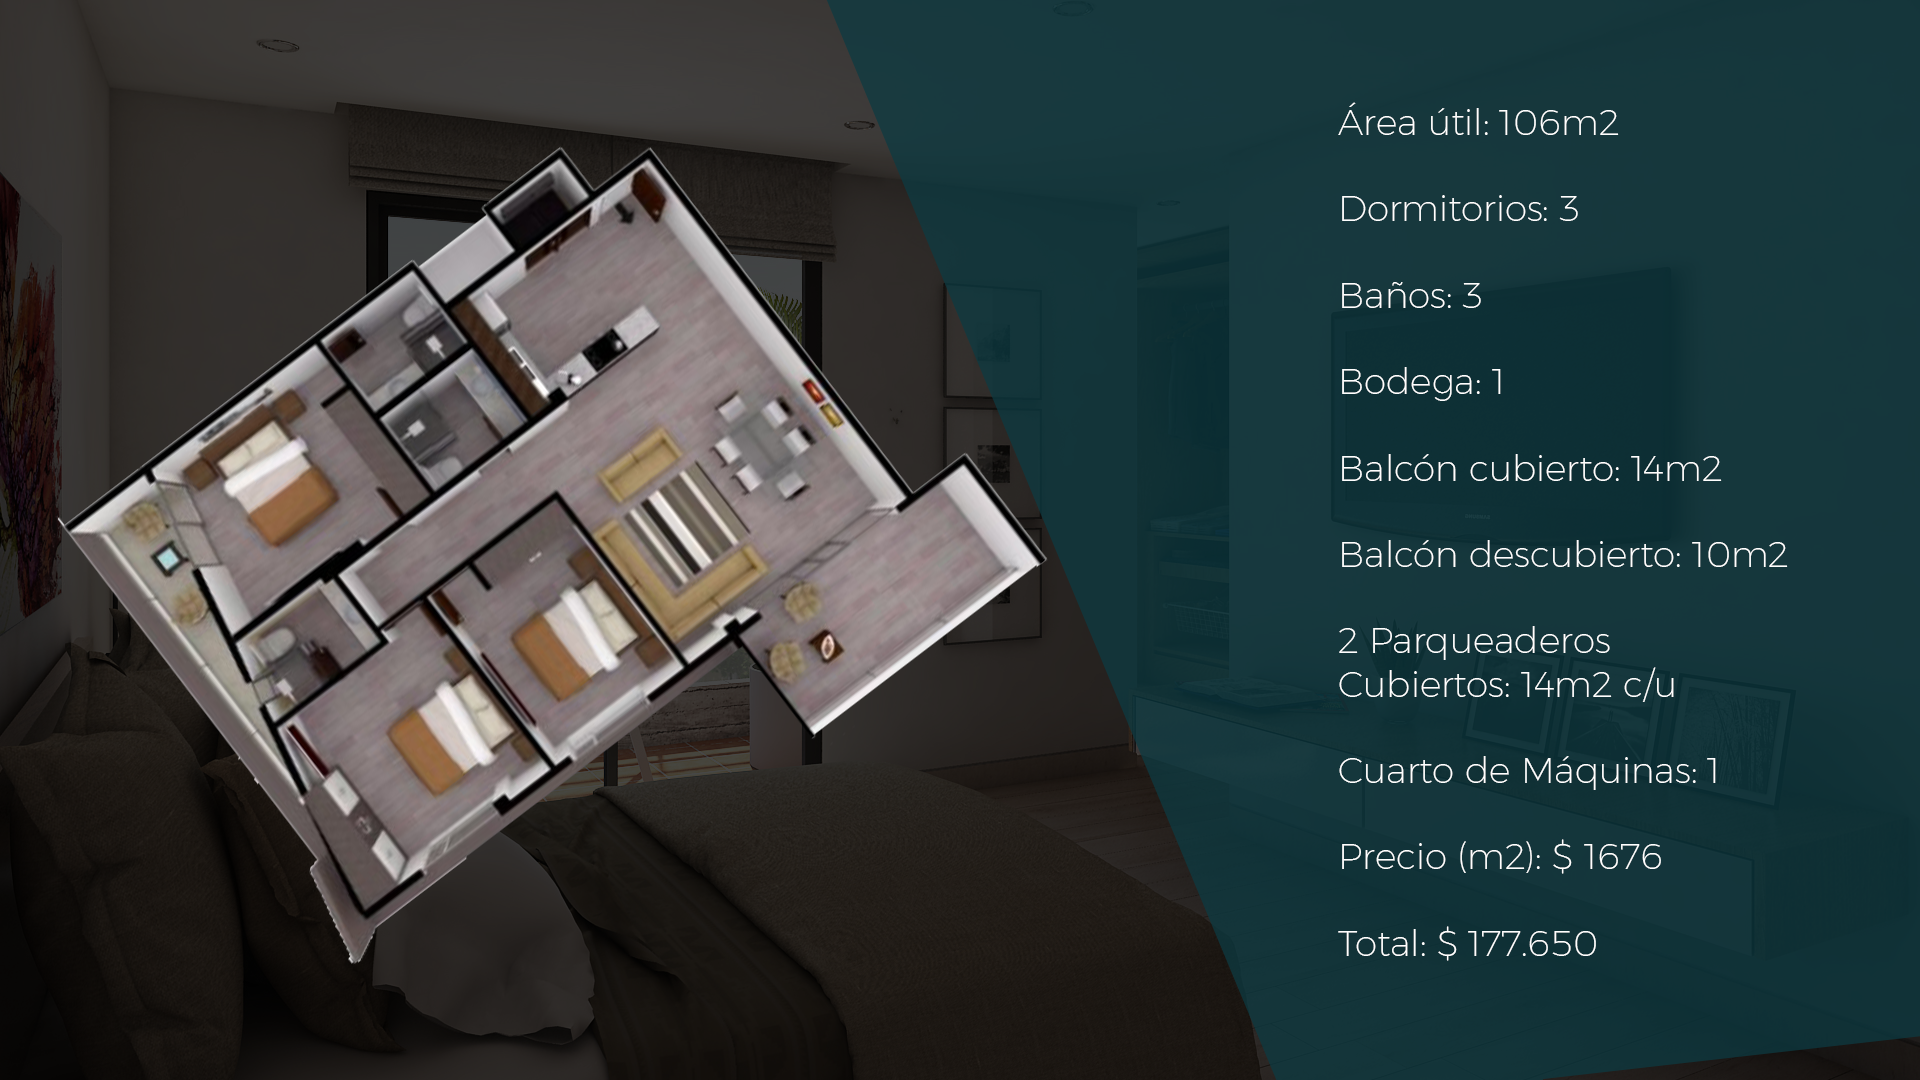 Área útil: 106m2
Dormitorios: 3
Baños: 3
Bodega: 1
Balcón cubierto: 14m2
Balcón descubierto: 10m2
2 Parqueaderos
Cubiertos: 14m2 c/u
Cuarto de Máquinas: 1
Precio (m2): $ 1676
Total: $ 177.650